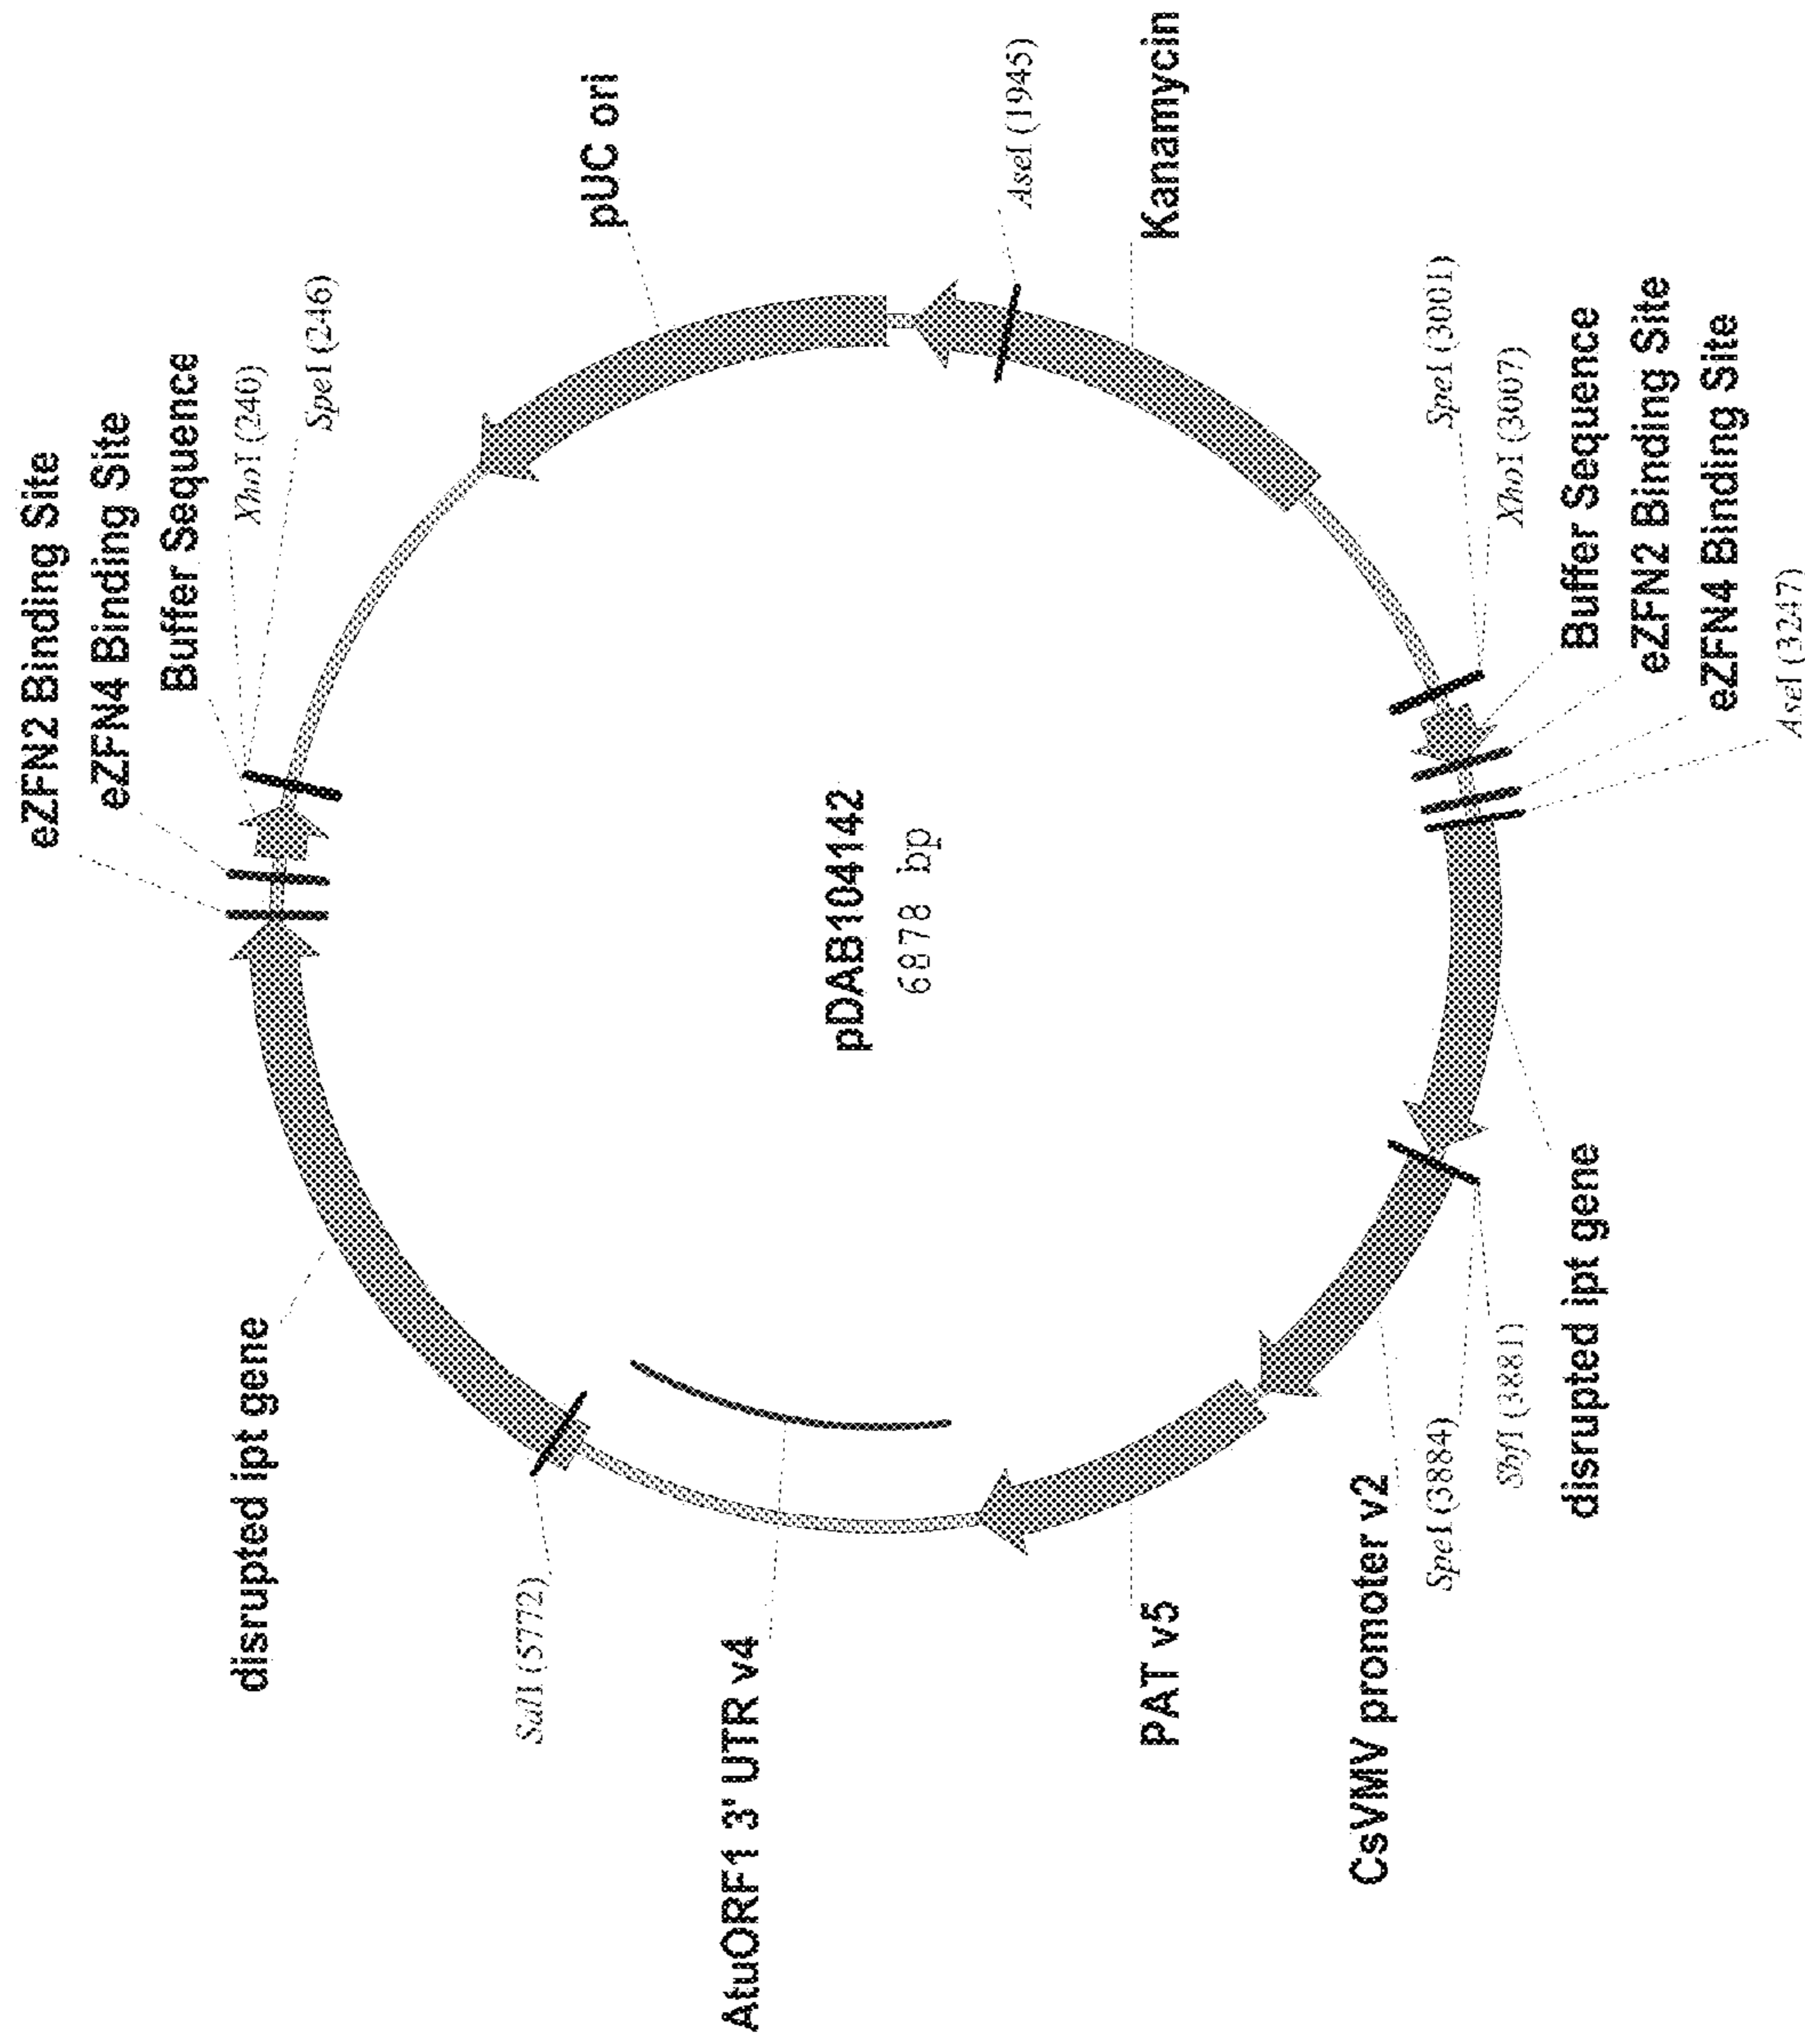 eZFN2 Binding Site
eZFN4 Binding Site
Buffer Sequence
XhoI (240)
SpeI (246)
pUC ori
AseI (1945)
Kanamycin
SpeI (3001)
XhoI (3007)
Buffer Sequence
eZFN2 Binding Site
eZFN4 Binding Site
AseI (3247)
disrupted ipt gene
SbfI (3881)
SpeI (3884)
CsVMV promoter v2
PAT v5
AtuORF1 3' UTR v4
SalI (5772)
disrupted ipt gene
pDAB104142
6878 bp